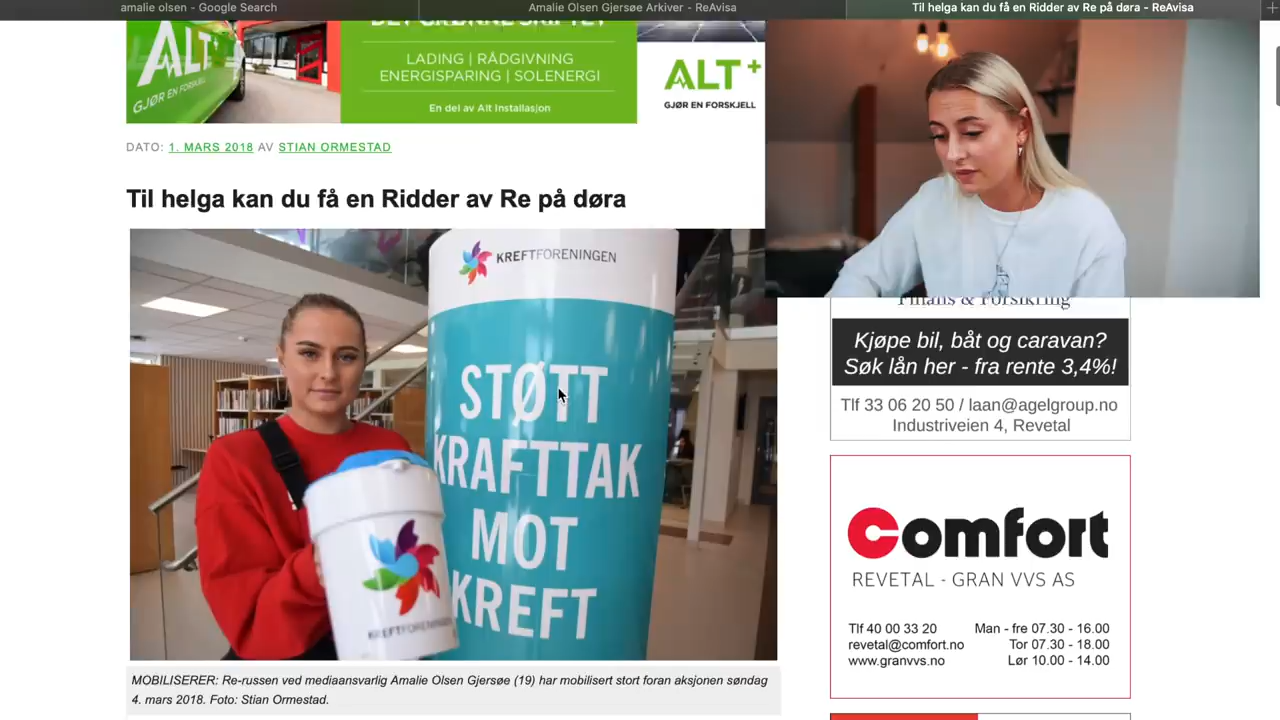 amalie olsen - Google Search
Amalie Olsen Gjersøe Arkiver - ReAvisa
Til helga kan du få en Ridder av Re på døra - ReAvisa
ALT
GJØR EN FORSKJELL
LADING | RÅDGIVNING
ENERGISPARING | SOLENERGI
En del av Alt Installasjon
ALT+
GJØR EN FORSKJELL
DATO: 1. MARS 2018 AV STIAN ORMESTAD
Til helga kan du få en Ridder av Re på døra
KREFTFORENINGEN
STØTT
KRAFTTAK
MOT
KREFT
KREFTFORENINGEN
MOBILISERER: Re-russen ved mediaansvarlig Amalie Olsen Gjersøe (19) har mobilisert stort foran aksjonen søndag
4. mars 2018. Foto: Stian Ormestad.
Finans & Forsikring
Kjøpe bil, båt og caravan?
Søk lån her - fra rente 3,4%!
Tlf 33 06 20 50 / laan@agelgroup.no
Industriveien 4, Revetal
Comfort
REVETAL - GRAN VVS AS
Tlf 40 00 33 20
revetal@comfort.no
www.granvvs.no
Man - fre 07.30 - 16.00
Tor 07.30 - 18.00
Lør 10.00 - 14.00